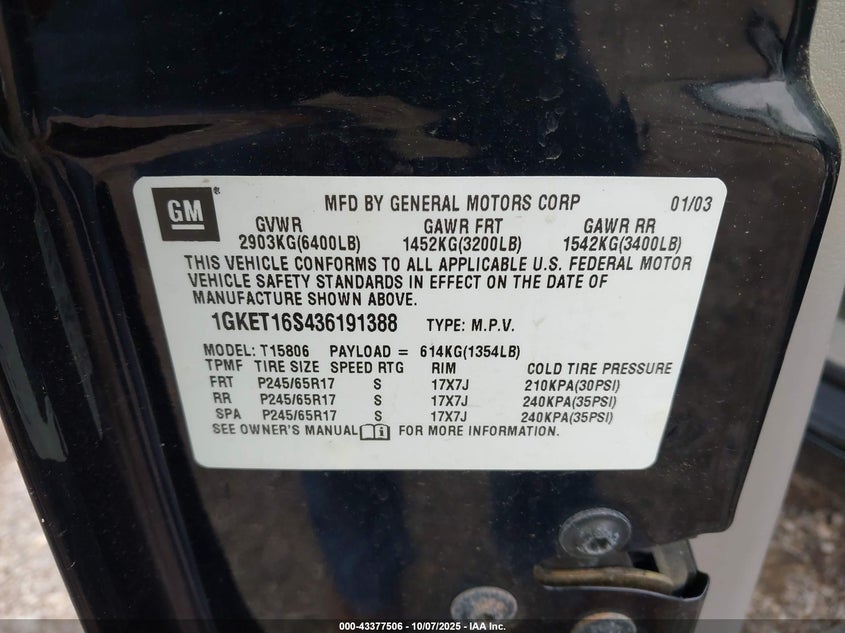 GM ®
MFD BY GENERAL MOTORS CORP 01/03
GVWR GAWR FRT GAWR RR
2903KG(6400LB) 1452KG(3200LB) 1542KG(3400LB)
THIS VEHICLE CONFORMS TO ALL APPLICABLE U.S. FEDERAL MOTOR
VEHICLE SAFETY STANDARDS IN EFFECT ON THE DATE OF
MANUFACTURE SHOWN ABOVE.
1GKET16S436191388 TYPE: M.P.V.
MODEL: T15806 PAYLOAD = 614KG(1354LB)
TPMF TIRE SIZE SPEED RTG RIM COLD TIRE PRESSURE
FRT P245/65R17 S 17X7J 210KPA(30PSI)
RR P245/65R17 S 17X7J 240KPA(35PSI)
SPA P245/65R17 S 17X7J 240KPA(35PSI)
SEE OWNER'S MANUAL FOR MORE INFORMATION.
000-43377506 - 10/07/2025 - IAA Inc.